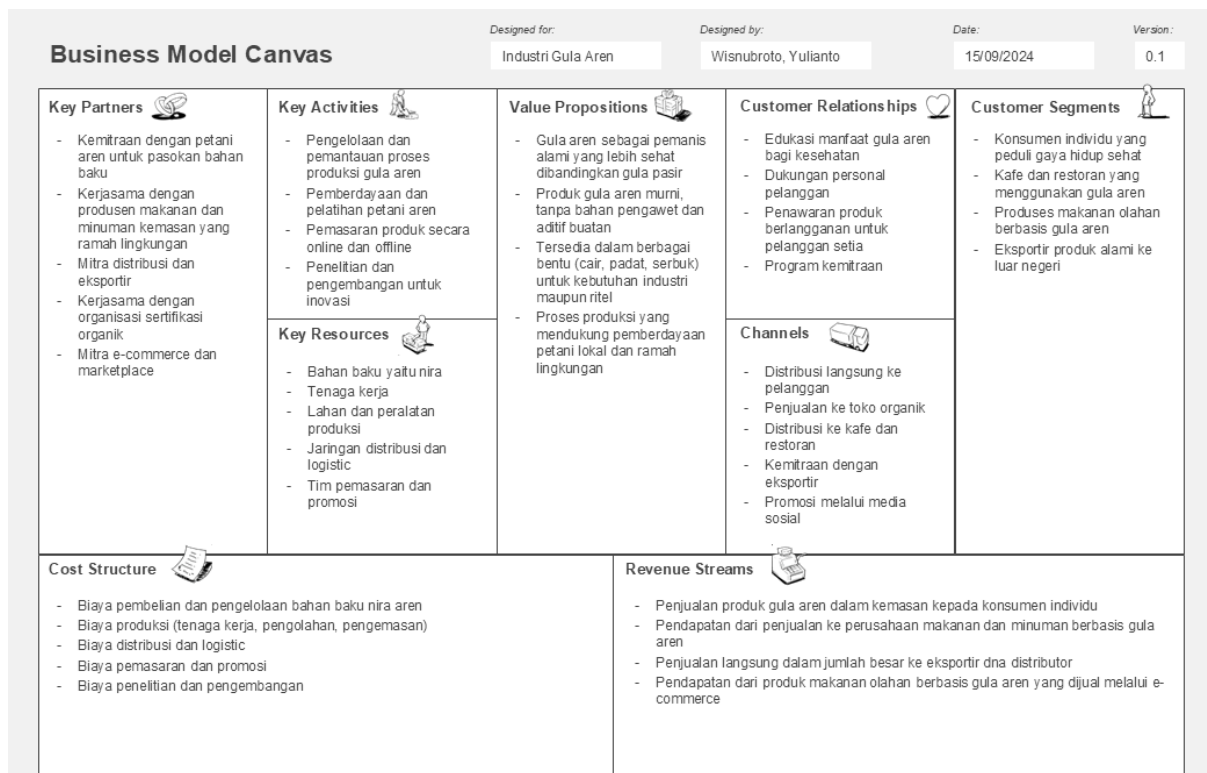 Designed for:
Designed by:
Date:
Version:
Business Model Canvas
Industri Gula Aren
Wisnubroto, Yulianto
15/09/2024
0.1
Key Partners
- Kemitraan dengan petani
aren untuk pasokan bahan
baku
- Kerjasama dengan
produsen makanan dan
minuman kemasan yang
ramah lingkungan
- Mitra distribusi dan
eksportir
- Kerjasama dengan
organisasi sertifikasi
organik
- Mitra e-commerce dan
marketplace
Key Activities
- Pengelolaan dan
pemantauan proses
produksi gula aren
- Pemberdayaan dan
pelatihan petani aren
- Pemasaran produk secara
online dan offline
- Penelitian dan
pengembangan untuk
inovasi
Key Resources
- Bahan baku yaitu nira
- Tenaga kerja
- Lahan dan peralatan
produksi
- Jaringan distribusi dan
logistic
- Tim pemasaran dan
promosi
Value Propositions
- Gula aren sebagai pemanis
alami yang lebih sehat
dibandingkan gula pasir
- Produk gula aren murni,
tanpa bahan pengawet dan
aditif buatan
- Tersedia dalam berbagai
bentu (cair, padat, serbuk)
untuk kebutuhan industri
maupun ritel
- Proses produksi yang
mendukung pemberdayaan
petani lokal dan ramah
lingkungan
Customer Relationships
- Edukasi manfaat gula aren
bagi kesehatan
- Dukungan personal
pelanggan
- Penawaran produk
berlangganan untuk
pelanggan setia
- Program kemitraan
Channels
- Distribusi langsung ke
pelanggan
- Penjualan ke toko organik
- Distribusi ke kafe dan
restoran
- Kemitraan dengan
eksportir
- Promosi melalui media
sosial
Customer Segments
- Konsumen individu yang
peduli gaya hidup sehat
- Kafe dan restoran yang
menggunakan gula aren
- Produses makanan olahan
berbasis gula aren
- Eksportir produk alami ke
luar negeri
Cost Structure
- Biaya pembelian dan pengelolaan bahan baku nira aren
- Biaya produksi (tenaga kerja, pengolahan, pengemasan)
- Biaya distribusi dan logistic
- Biaya pemasaran dan promosi
- Biaya penelitian dan pengembangan
Revenue Streams
- Penjualan produk gula aren dalam kemasan kepada konsumen individu
- Pendapatan dari penjualan ke perusahaan makanan dan minuman berbasis gula
aren
- Penjualan langsung dalam jumlah besar ke eksportir dna distributor
- Pendapatan dari produk makanan olahan berbasis gula aren yang dijual melalui e-
commerce